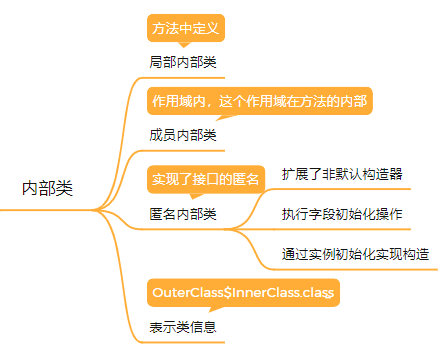 方法中定义
局部内部类
作用域内，这个作用域在方法的内部
成员内部类
实现了接口的匿名
扩展了非默认构造器
内部类
匿名内部类
执行字段初始化操作
通过实例初始化实现构造
OuterClass$InnerClass.class
表示类信息